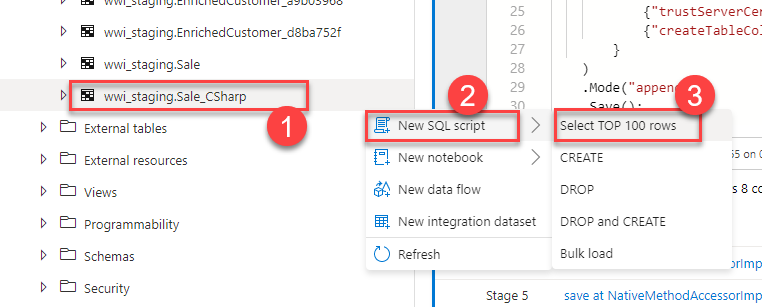 wwi_staging.EnrichedCustomer_a9b03968
wwi_staging.EnrichedCustomer_d8ba752f
wwi_staging.Sale
wwi_staging.Sale_CSharp
1
External tables
External resources
Views
Programmability
Schemas
Security
2
New SQL script
New notebook
New data flow
New integration dataset
Refresh
3
Select TOP 100 rows
CREATE
DROP
DROP and CREATE
Bulk load
25 {"trustServerCer
26 {"createTableCol
27 }
28 )
29 .Mode("appen
30 .Save();
55 on 0
s 8 co
ssorImp
Stage 5 save at NativeMethodAccessorImp